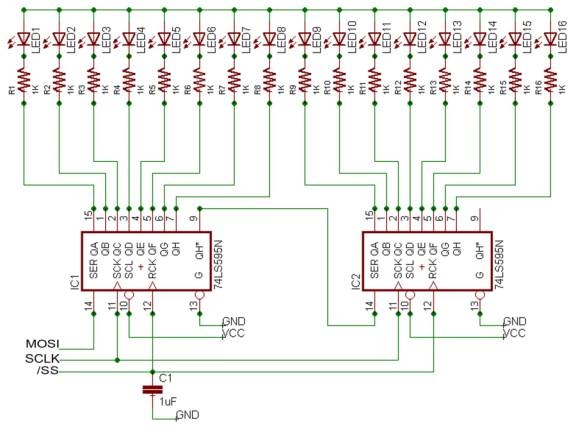 LED1 LED2 LED3 LED4 LED5 LED6 LED7 LED8 LED9 LED10 LED11 LED12 LED13 LED14 LED15 LED16
R1 1K R2 1K R3 1K R4 1K R5 1K R6 1K R7 1K R8 1K R9 1K R10 1K R11 1K R12 1K R13 1K R14 1K R15 1K R16 1K
15 1 2 3 4 5 6 7 9 15 1 2 3 4 5 6 7 9
QA QB QC QD QE QF QG QH QH* QA QB QC QD QE QF QG QH QH*
IC1 74LS595N IC2 74LS595N
SER SCK SCL + RCK G SER SCK SCL + RCK G
14 11 10 12 13 14 11 10 12 13
GND GND
VCC VCC
MOSI
SCLK
/SS
C1
1uF
GND